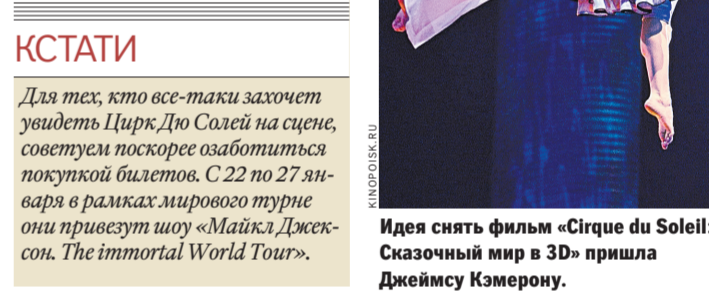 КСТАТИ
Для тех, кто все-таки захочет
увидеть Цирк Дю Солей на сцене,
советуем поскорее озаботиться
покупкой билетов. С 22 по 27 ян-
варя в рамках мирового турне
они привезут шоу «Майкл Джек-
сон. The immortal World Tour».
KINOPOISK.RU
Идея снять фильм «Cirque du Soleil:
Сказочный мир в 3D» пришла
Джеймсу Кэмерону.